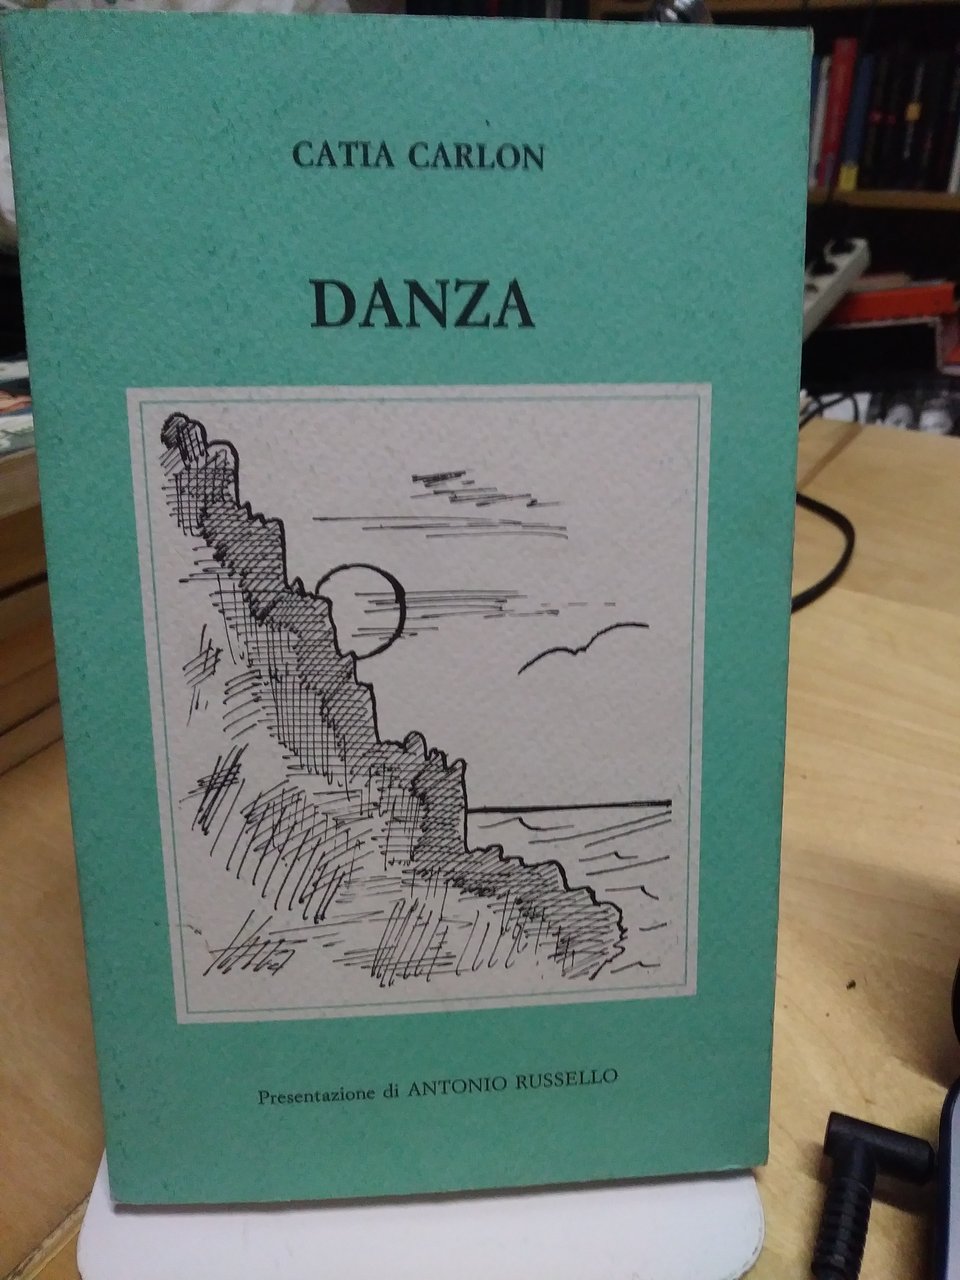 CATIA CARLON
DANZA
Presentazione di ANTONIO RUSSELLO